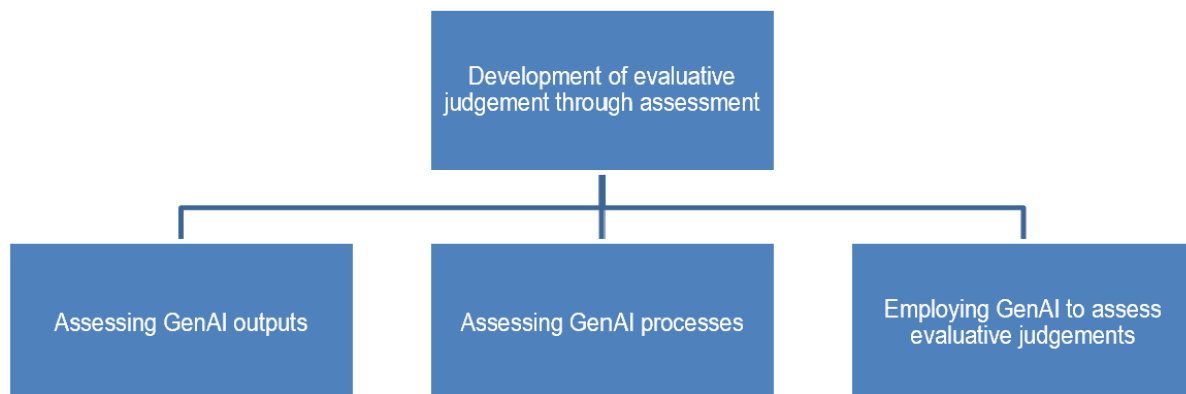 Development of evaluative
judgement through assessment
Assessing GenAI outputs
Assessing GenAI processes
Employing GenAI to assess
evaluative judgements